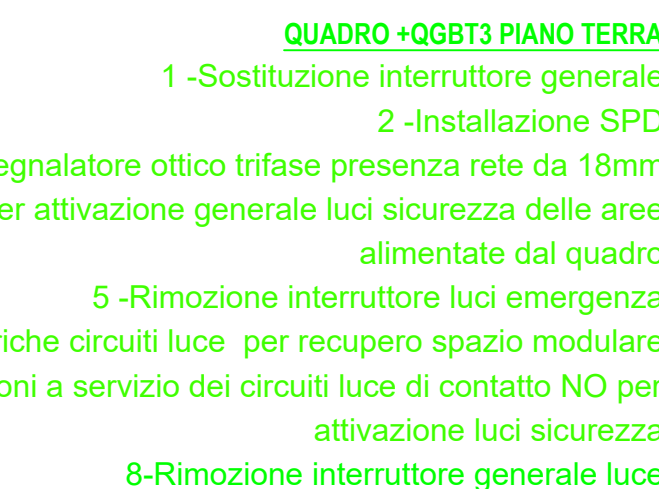 QUADRO +QGBT3 PIANO TERRA
1 -Sostituzione interruttore generale
2 -Installazione SPD
egnalatore ottico trifase presenza rete da 18mm
er attivazione generale luci sicurezza delle aree
alimentate dal quadro
5 -Rimozione interruttore luci emergenza
riche circuiti luce  per recupero spazio modulare
oni a servizio dei circuiti luce di contatto NO per
attivazione luci sicurezza
8-Rimozione interruttore generale luce